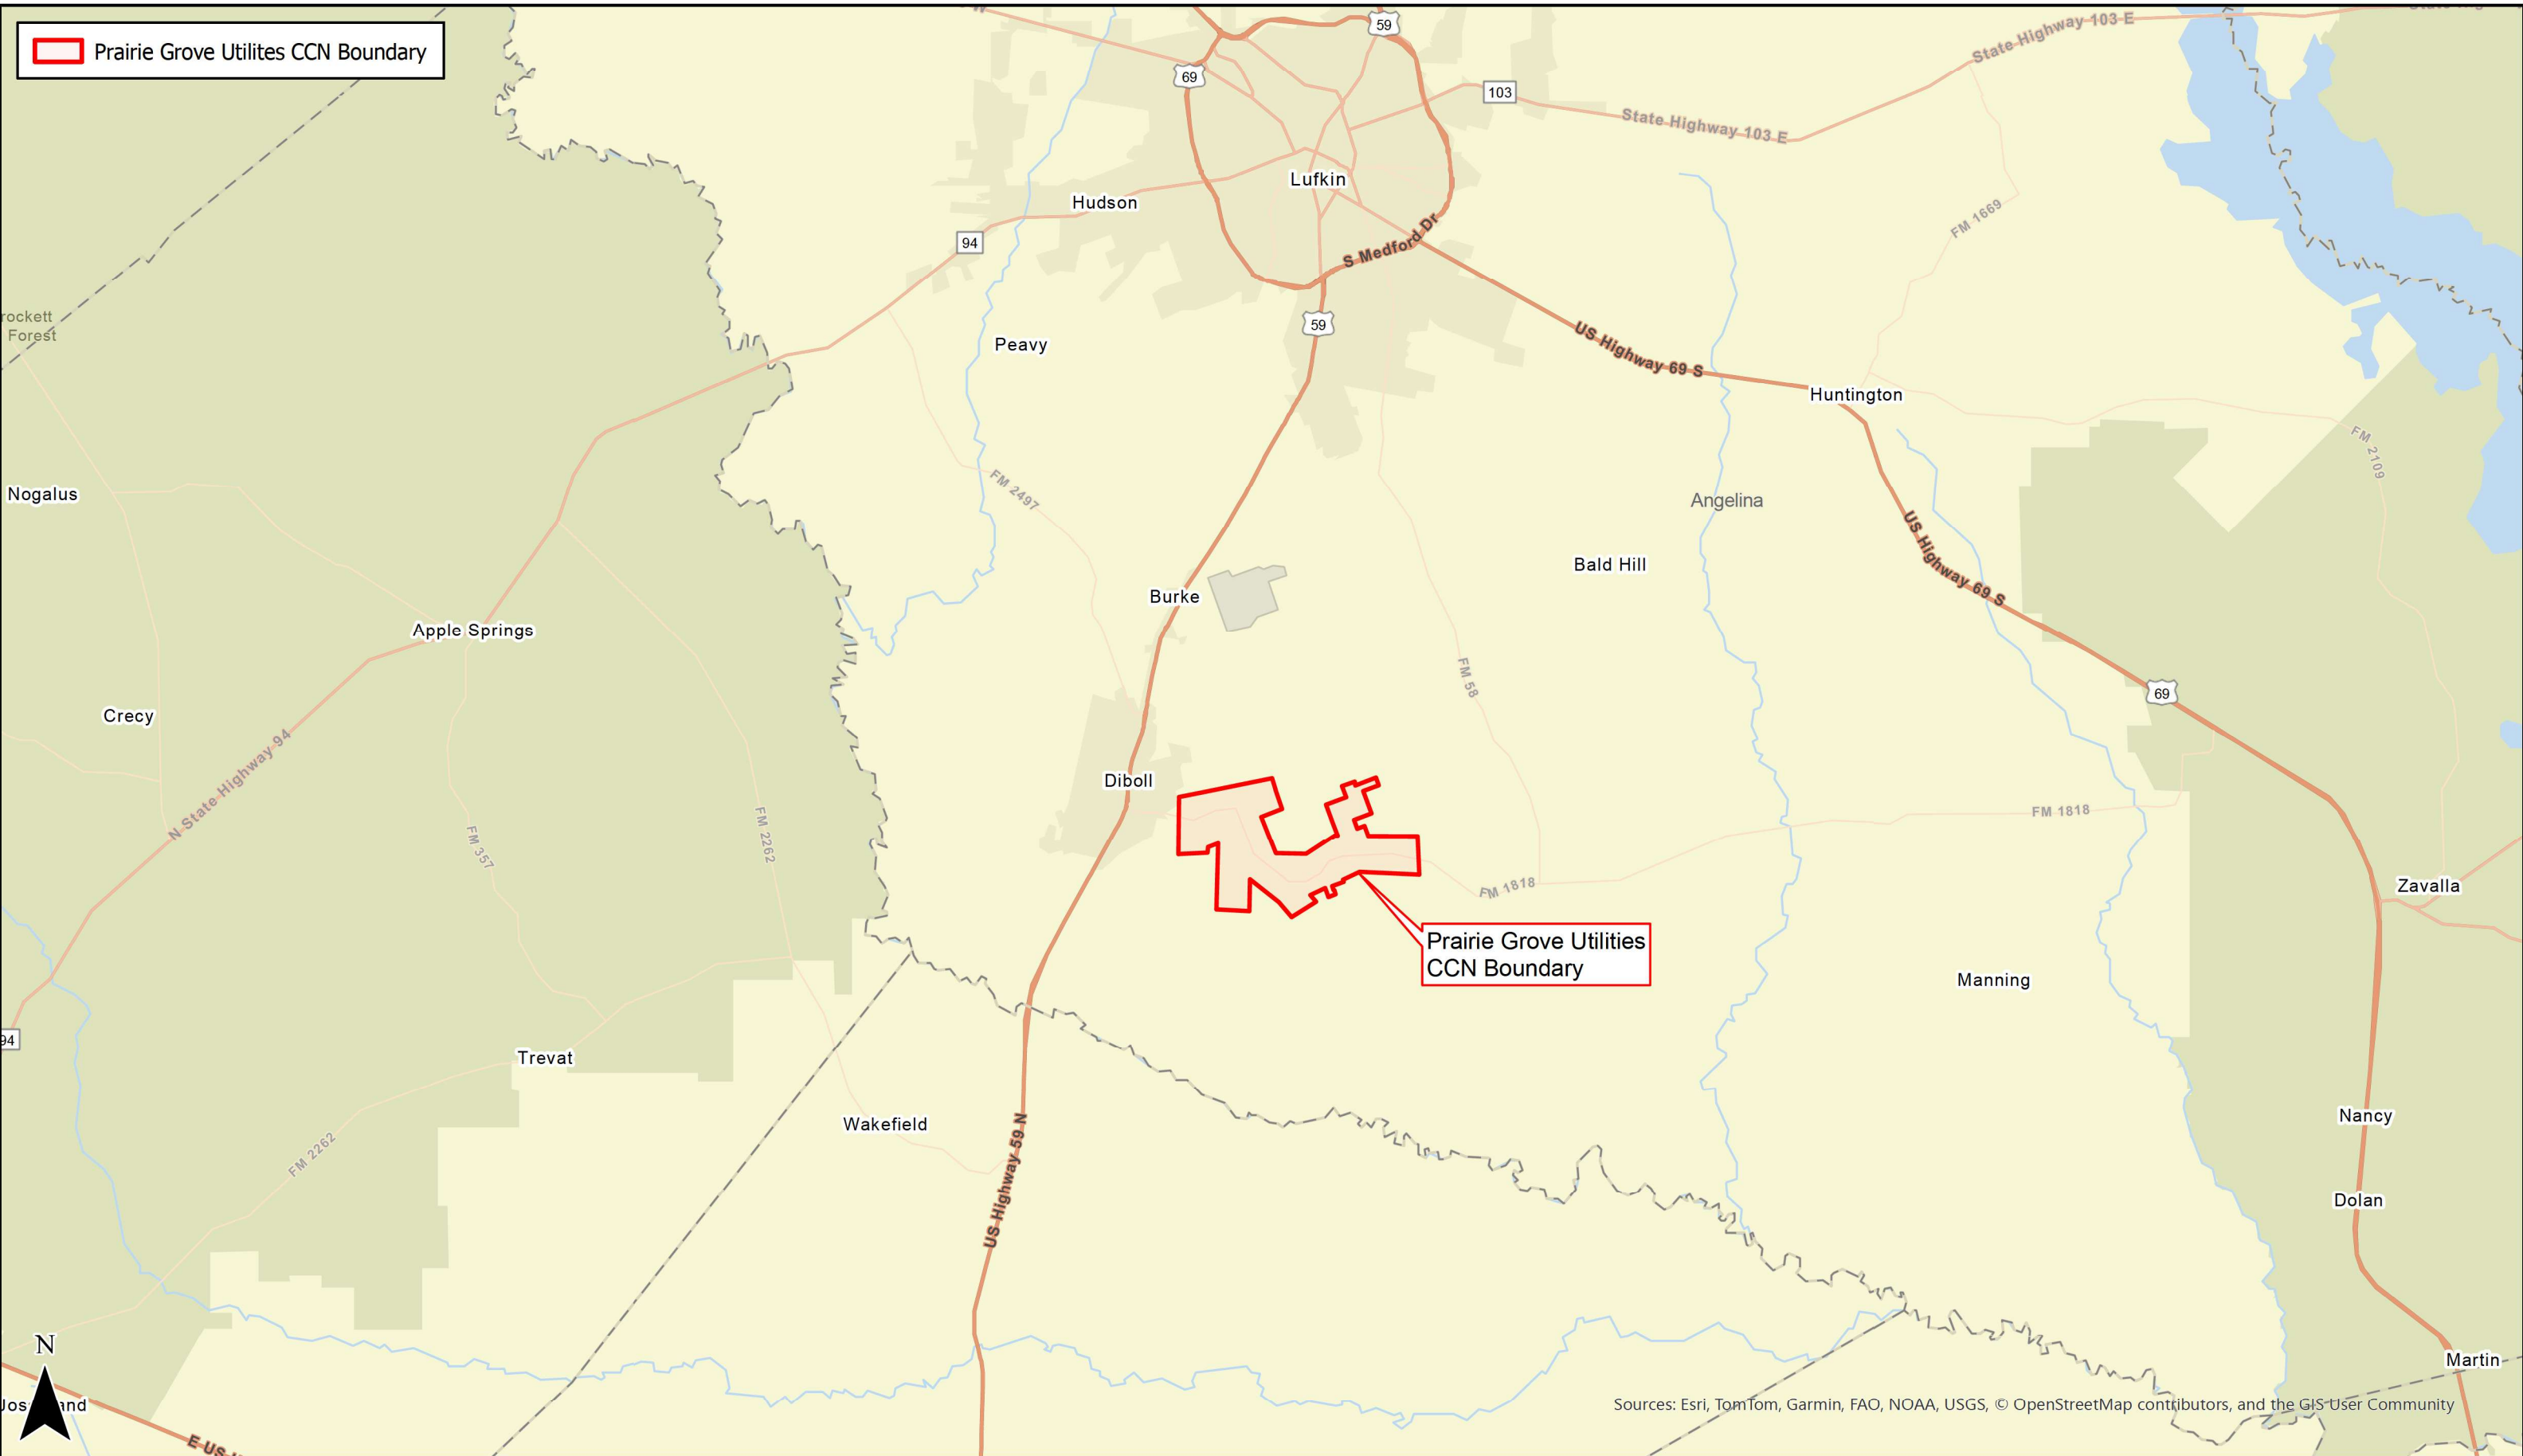 Prairie Grove Utilites CCN Boundary
59
State Highway 103 E
69
103
State Highway 103 E
Lufkin
Hudson
94
FM 1669
S Medford Dr
rockett
Forest
59
Peavy
US Highway 69 S
Huntington
FM 2109
Nogalus
FM 2497
Angelina
US Highway 69 S
Bald Hill
Burke
Apple Springs
FM 58
69
Crecy
N State Highway 94
Diboll
FM 2262
FM 357
FM 1818
FM 1818
Zavalla
Prairie Grove Utilities
CCN Boundary
Manning
94
Trevat
Wakefield
Nancy
FM 2262
US Highway 59 N
Dolan
N
Martin
Sources: Esri, TomTom, Garmin, FAO, NOAA, USGS, © OpenStreetMap contributors, and the GIS User Community
E US